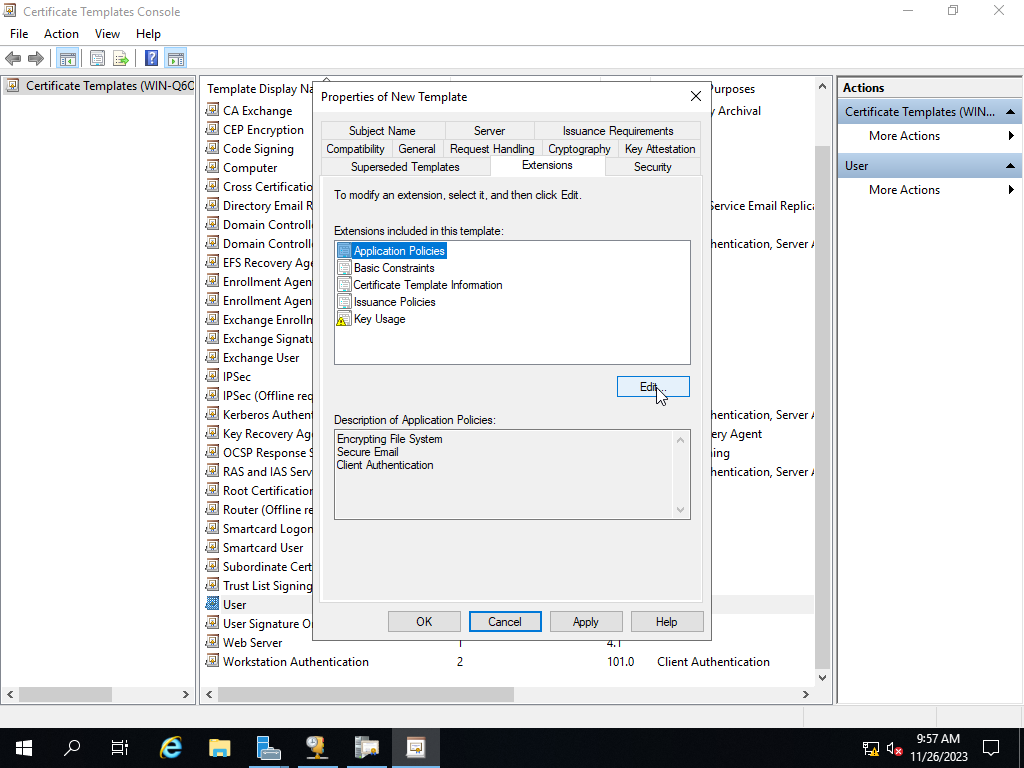 Certificate Templates Console
File Action View Help
Certificate Templates (WIN-Q6C
Template Display Na
CA Exchange
CEP Encryption
Code Signing
Computer
Cross Certificatio
Directory Email R
Domain Controll
Domain Controll
EFS Recovery Age
Enrollment Agen
Enrollment Agen
Exchange Enrollm
Exchange Signatu
Exchange User
IPSec
IPSec (Offline req
Kerberos Authent
Key Recovery Age
OCSP Response S
RAS and IAS Serv
Root Certification
Router (Offline re
Smartcard Logon
Smartcard User
Subordinate Cert
Trust List Signing
User
User Signature O
Web Server 1 4.1
Workstation Authentication 2 101.0 Client Authentication
urposes
y Archival
Service Email Replica
hentication, Server A
hentication, Server A
ery Agent
ning
hentication, Server A
Properties of New Template
Subject Name Server Issuance Requirements
Compatibility General Request Handling Cryptography Key Attestation
Superseded Templates Extensions Security
To modify an extension, select it, and then click Edit.
Extensions included in this template:
Application Policies
Basic Constraints
Certificate Template Information
Issuance Policies
Key Usage
Edit...
Description of Application Policies:
Encrypting File System
Secure Email
Client Authentication
OK Cancel Apply Help
Actions
Certificate Templates (WIN...
More Actions
User
More Actions
9:57 AM
11/26/2023